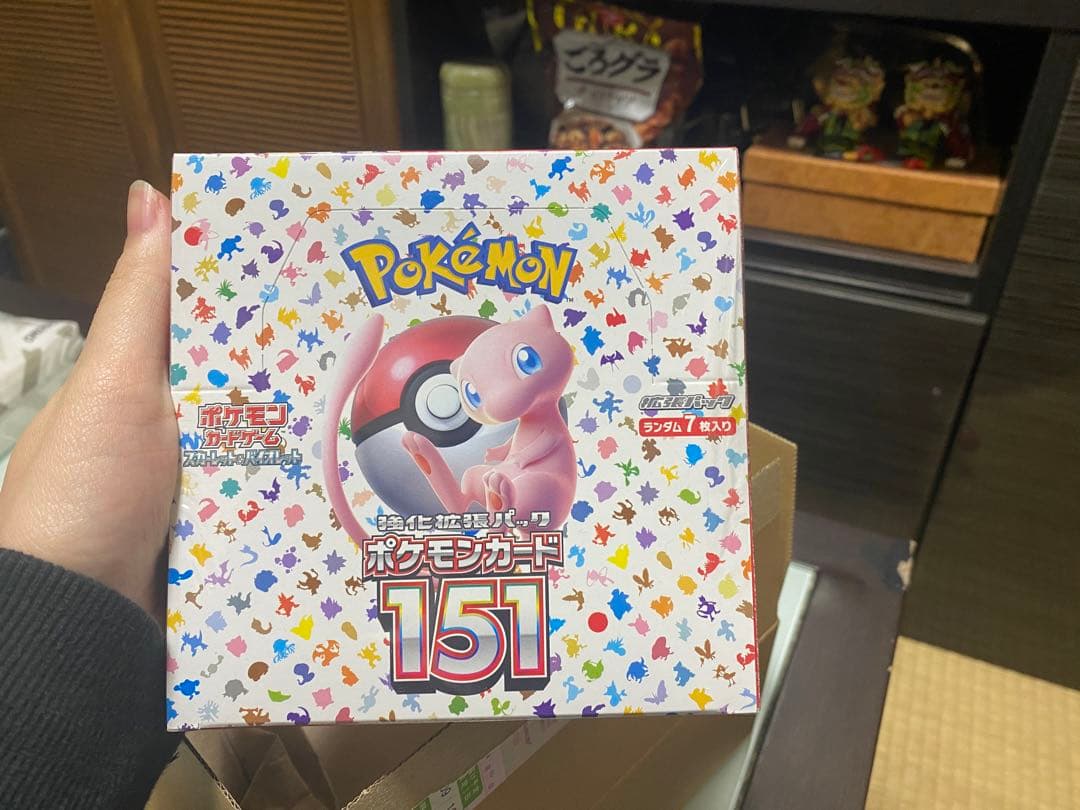 ごろグラ
POKéMON
ポケモン
カードゲーム
スカーレット&バイオレット
拡張パック
ランダム7枚入り
強化拡張パック
ポケモンカード
151